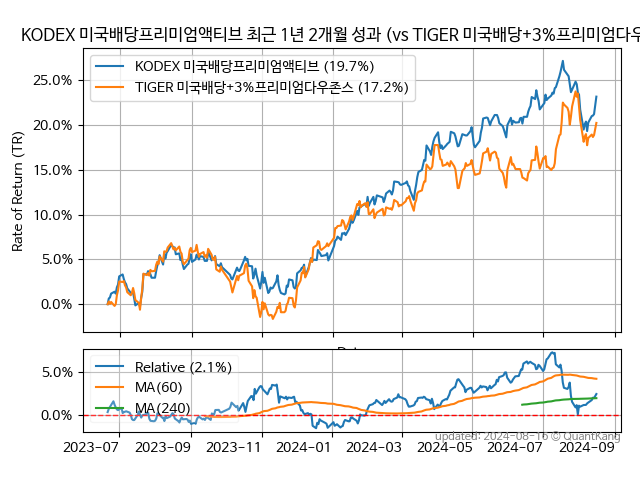 KODEX 미국배당프리미엄액티브 최근 1년 2개월 성과 (vs TIGER 미국배당+3%프리미엄다우
KODEX 미국배당프리미엄액티브 (19.7%)
TIGER 미국배당+3%프리미엄다우존스 (17.2%)
Rate of Return (TR)
25.0%
20.0%
15.0%
10.0%
5.0%
0.0%
Relative (2.1%)
MA(60)
MA(240)
5.0%
0.0%
2023-07 2023-09 2023-11 2024-01 2024-03 2024-05 2024-07 2024-09
updated: 2024-08-16 © QuantKang